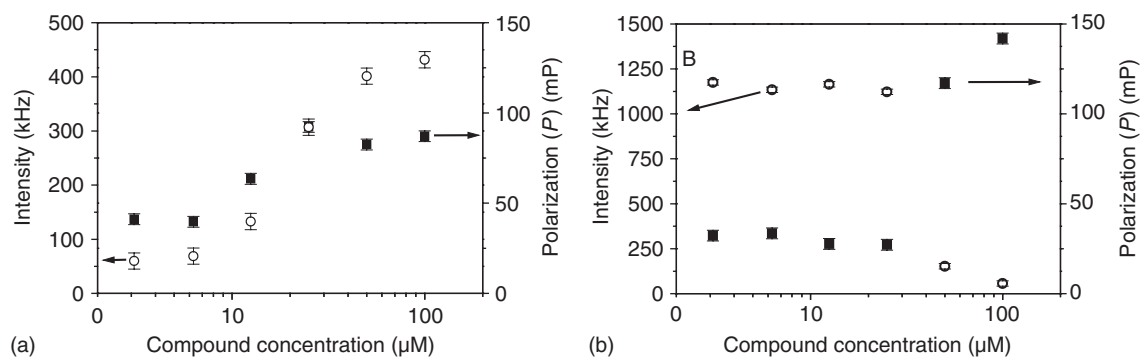 500
400
300
200
100
0
Intensity (kHz)
150
100
50
0
Polarization (P) (mP)
0 10 100
Compound concentration (µM)
(a)
B
1500
1250
1000
750
500
250
0
Intensity (kHz)
150
100
50
0
Polarization (P) (mP)
0 10 100
Compound concentration (µM)
(b)